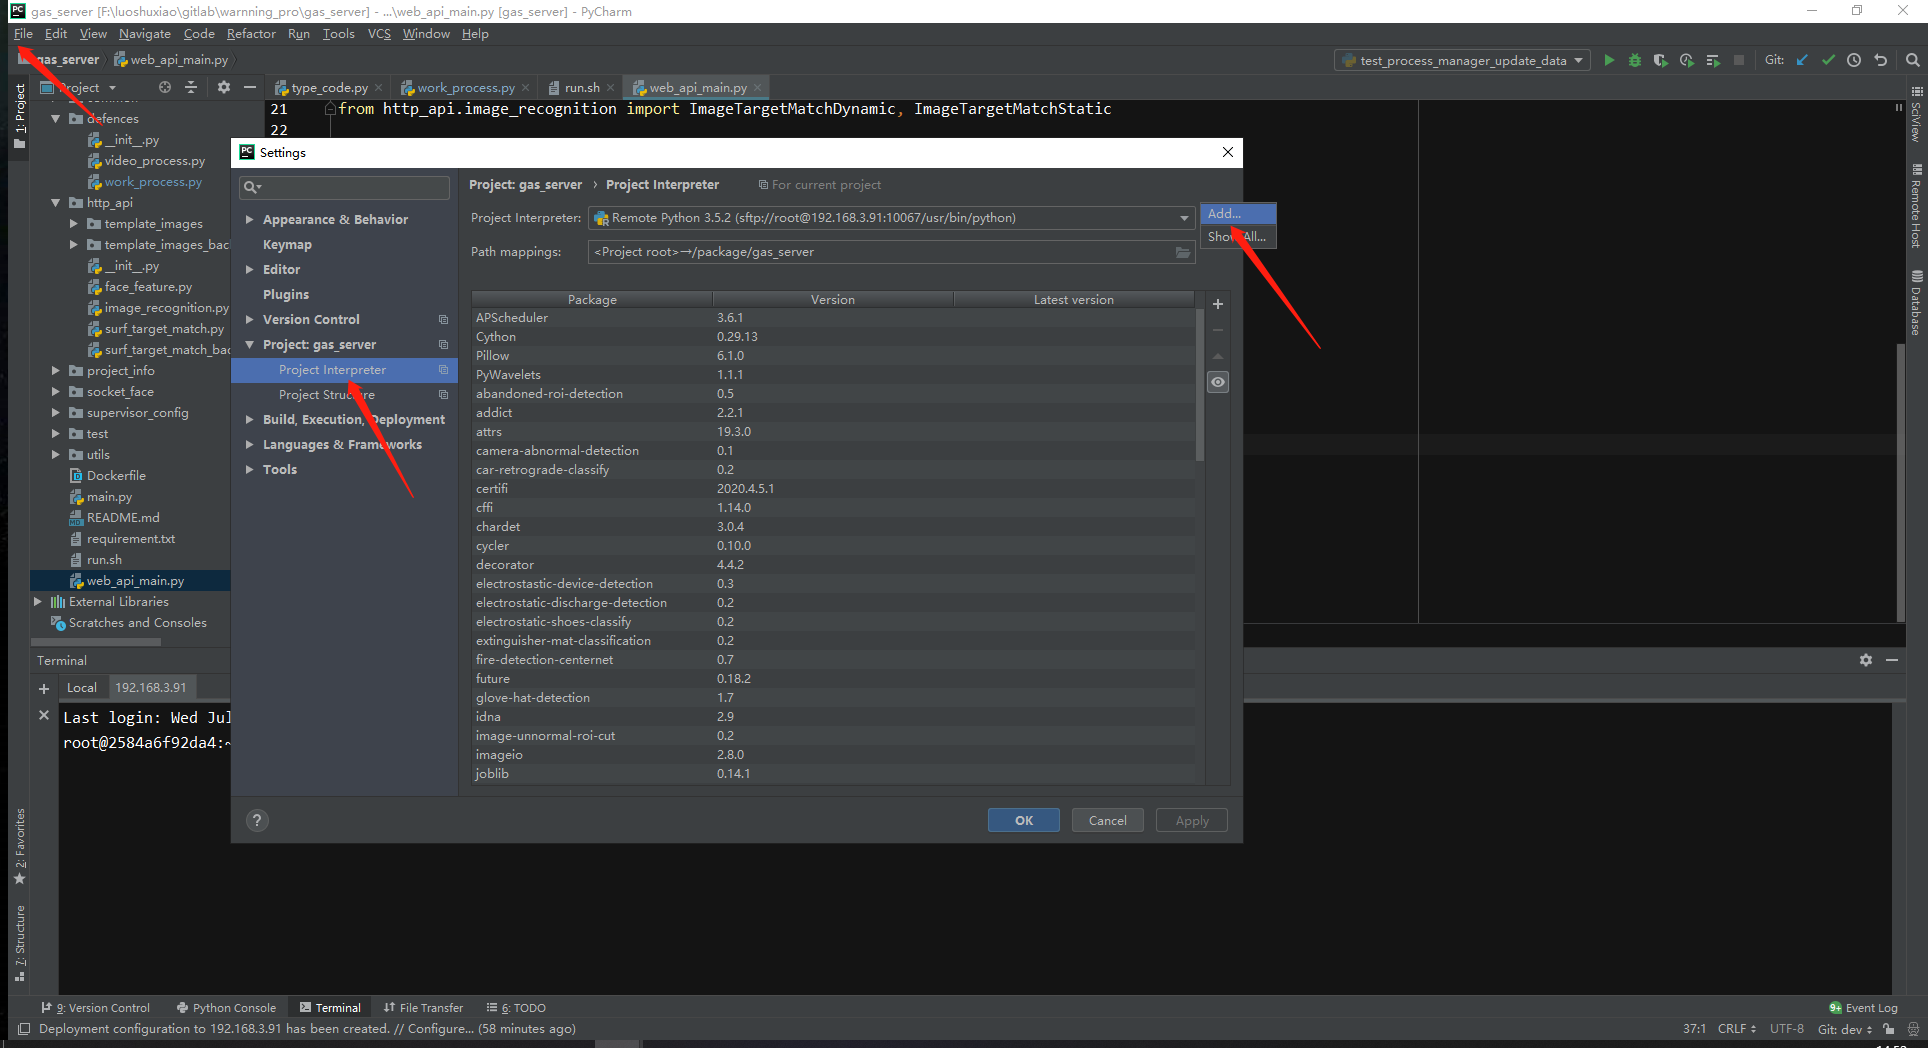 gas_server [F:\luoshuxiao\gitlab\warnning_pro\gas_server] - ...\web_api_main.py [gas_server] - PyCharm
File Edit View Navigate Code Refactor Run Tools VCS Window Help
gas_server web_api_main.py
test_process_manager_update_data Git:
Project
type_code.py work_process.py run.sh web_api_main.py
1: Project
defences
__init__.py
video_process.py
work_process.py
http_api
template_images
template_images_bac
__init__.py
face_feature.py
image_recognition.py
surf_target_match.py
surf_target_match_bac
project_info
socket_face
supervisor_config
test
utils
Dockerfile
main.py
README.md
requirement.txt
run.sh
web_api_main.py
External Libraries
Scratches and Consoles
21 from http_api.image_recognition import ImageTargetMatchDynamic, ImageTargetMatchStatic
22
Settings
Appearance & Behavior
Keymap
Editor
Plugins
Version Control
Project: gas_server
Project Interpreter
Project Structure
Build, Execution, Deployment
Languages & Frameworks
Tools
Project: gas_server › Project Interpreter For current project
Project Interpreter: Remote Python 3.5.2 (sftp://root@192.168.3.91:10067/usr/bin/python)
Add...
Show All...
Path mappings: <Project root>→/package/gas_server
Package Version Latest version
APScheduler 3.6.1
Cython 0.29.13
Pillow 6.1.0
PyWavelets 1.1.1
abandoned-roi-detection 0.5
addict 2.2.1
attrs 19.3.0
camera-abnormal-detection 0.1
car-retrograde-classify 0.2
certifi 2020.4.5.1
cffi 1.14.0
chardet 3.0.4
cycler 0.10.0
decorator 4.4.2
electrostastic-device-detection 0.3
electrostatic-discharge-detection 0.2
electrostatic-shoes-classify 0.2
extinguisher-mat-classification 0.2
fire-detection-centernet 0.7
future 0.18.2
glove-hat-detection 1.7
idna 2.9
image-unnormal-roi-cut 0.2
imageio 2.8.0
joblib 0.14.1
? OK Cancel Apply
SciView
Remote Host
Database
Terminal
Local 192.168.3.91
Last login: Wed Jul
root@2584a6f92da4:~
2: Favorites
7: Structure
9: Version Control Python Console Terminal File Transfer 6: TODO
9+ Event Log
Deployment configuration to 192.168.3.91 has been created. // Configure... (58 minutes ago)
37:1 CRLF UTF-8 Git: dev